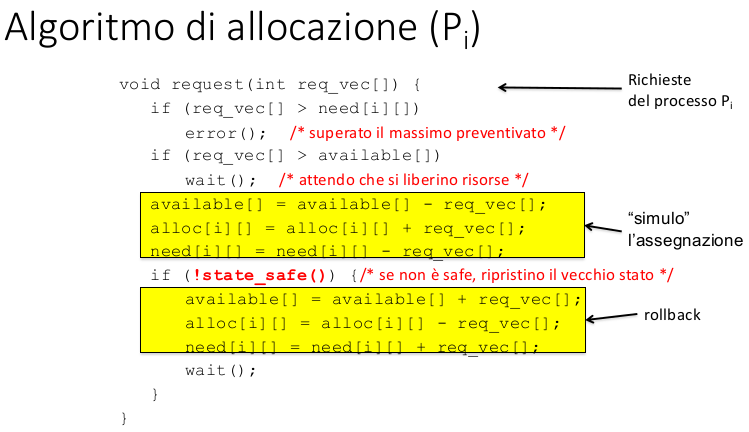 Algoritmo di allocazione (Pi)
void request(int req_vec[]) {
Richieste
del processo Pi
if (req_vec[] > need[i][])
error(); /* superato il massimo preventivato */
if (req_vec[] > available[])
wait(); /* attendo che si liberino risorse */
available[] = available[] - req_vec[];
alloc[i][] = alloc[i][] + req_vec[];
need[i][] = need[i][] - req_vec[];
“simulo”
l’assegnazione
if (!state_safe()) { /* se non è safe, ripristino il vecchio stato */
available[] = available[] + req_vec[];
alloc[i][] = alloc[i][] - req_vec[];
need[i][] = need[i][] + req_vec[];
rollback
wait();
}
}